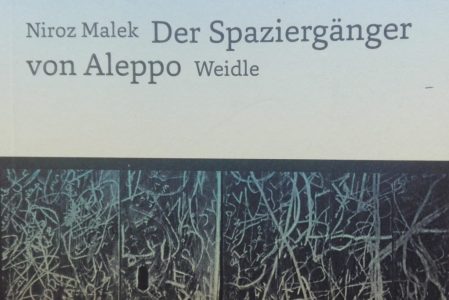 Niroz Malek Der Spaziergänger
von Aleppo Weidle